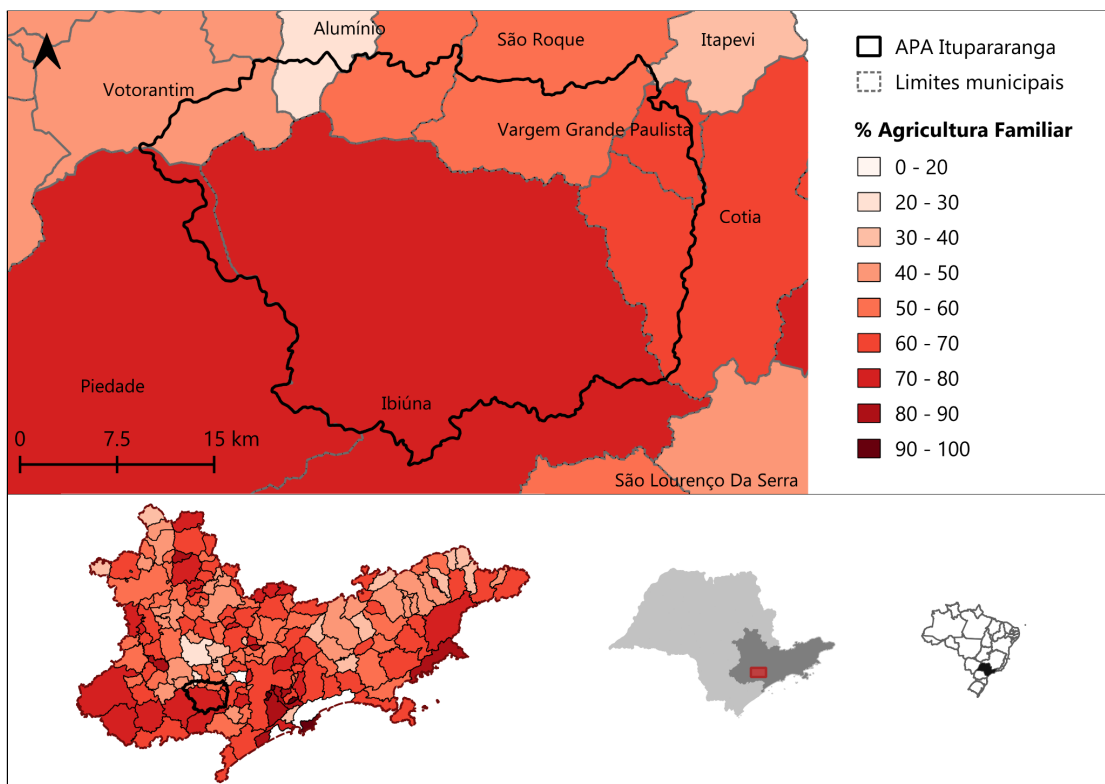 Alumínio
São Roque
Itapevi
Votorantim
Vargem Grande Paulista
Cotia
Piedade
Ibiúna
São Lourenço Da Serra
0 7.5 15 km
APA Itupararanga
Limites municipais
% Agricultura Familiar
0 - 20
20 - 30
30 - 40
40 - 50
50 - 60
60 - 70
70 - 80
80 - 90
90 - 100